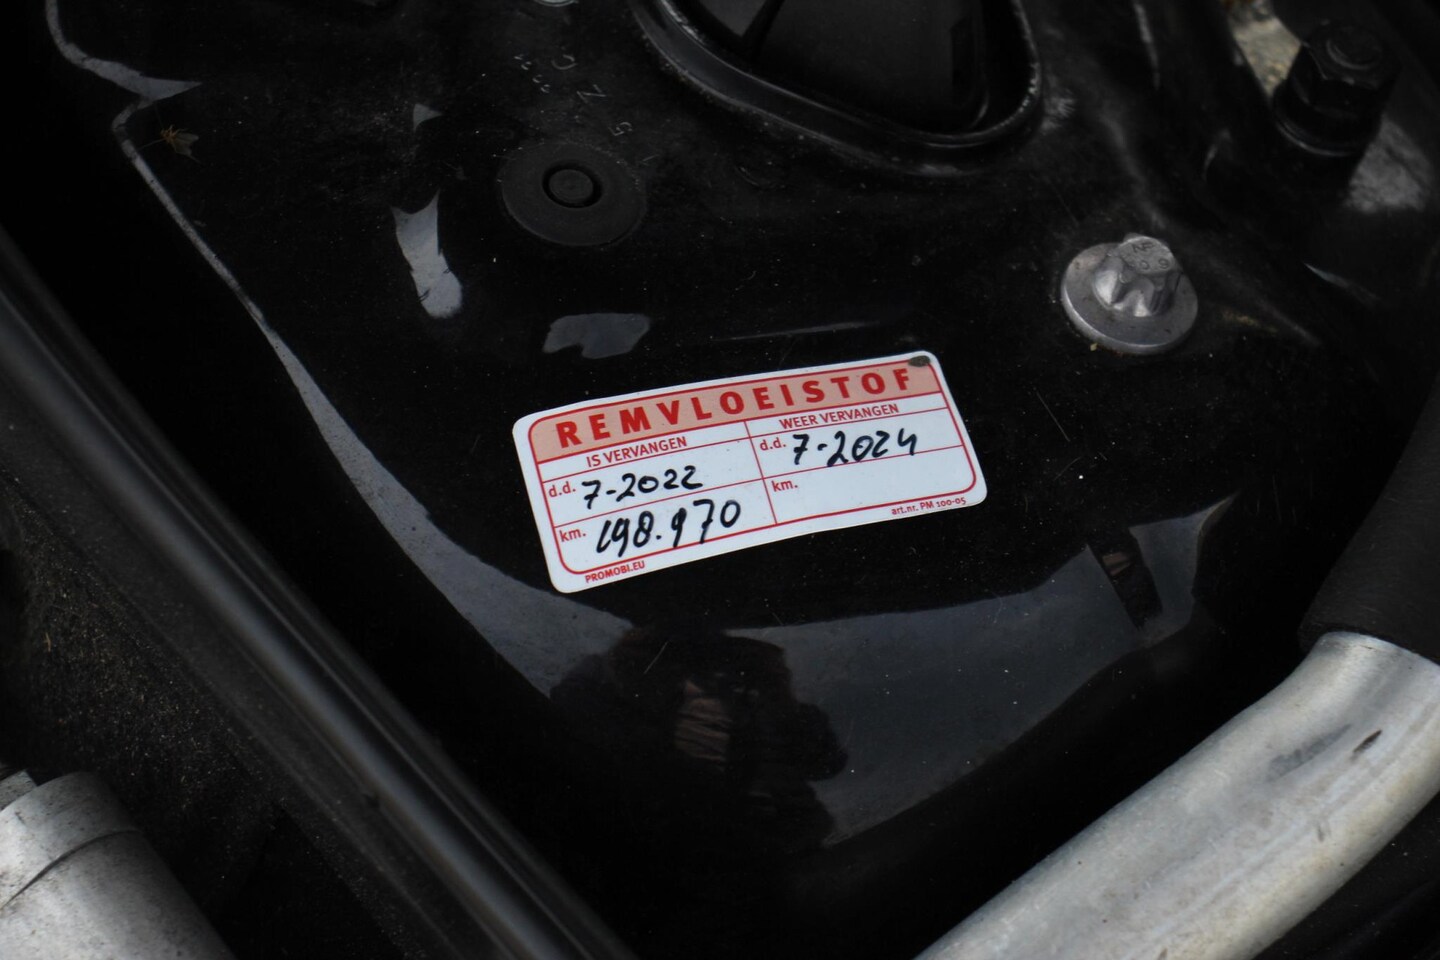 REMVLOEISTOF
IS VERVANGEN
WEER VERVANGEN
d.d. 7-2022
d.d. 7-2024
km. 198.970
km.
PROMOBI.EU
art.nr. PM 100-05